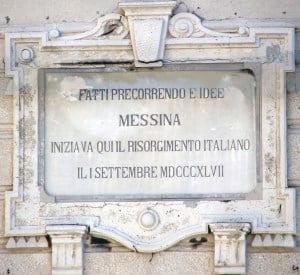 FATTI PRECORRENDO E IDEE
MESSINA
INIZIAVA QUI IL RISORGIMENTO ITALIANO
IL 1 SETTEMBRE MDCCCXLVII